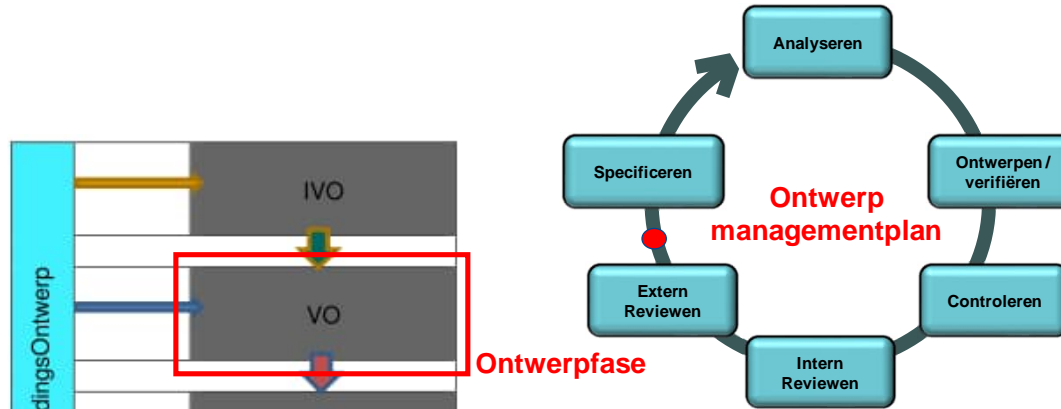 dingsOntwerp
IVO
VO
Ontwerpfase
Analyseren
Ontwerpen /
verifiëren
Controleren
Intern
Reviewen
Extern
Reviewen
Specificeren
Ontwerp
managementplan